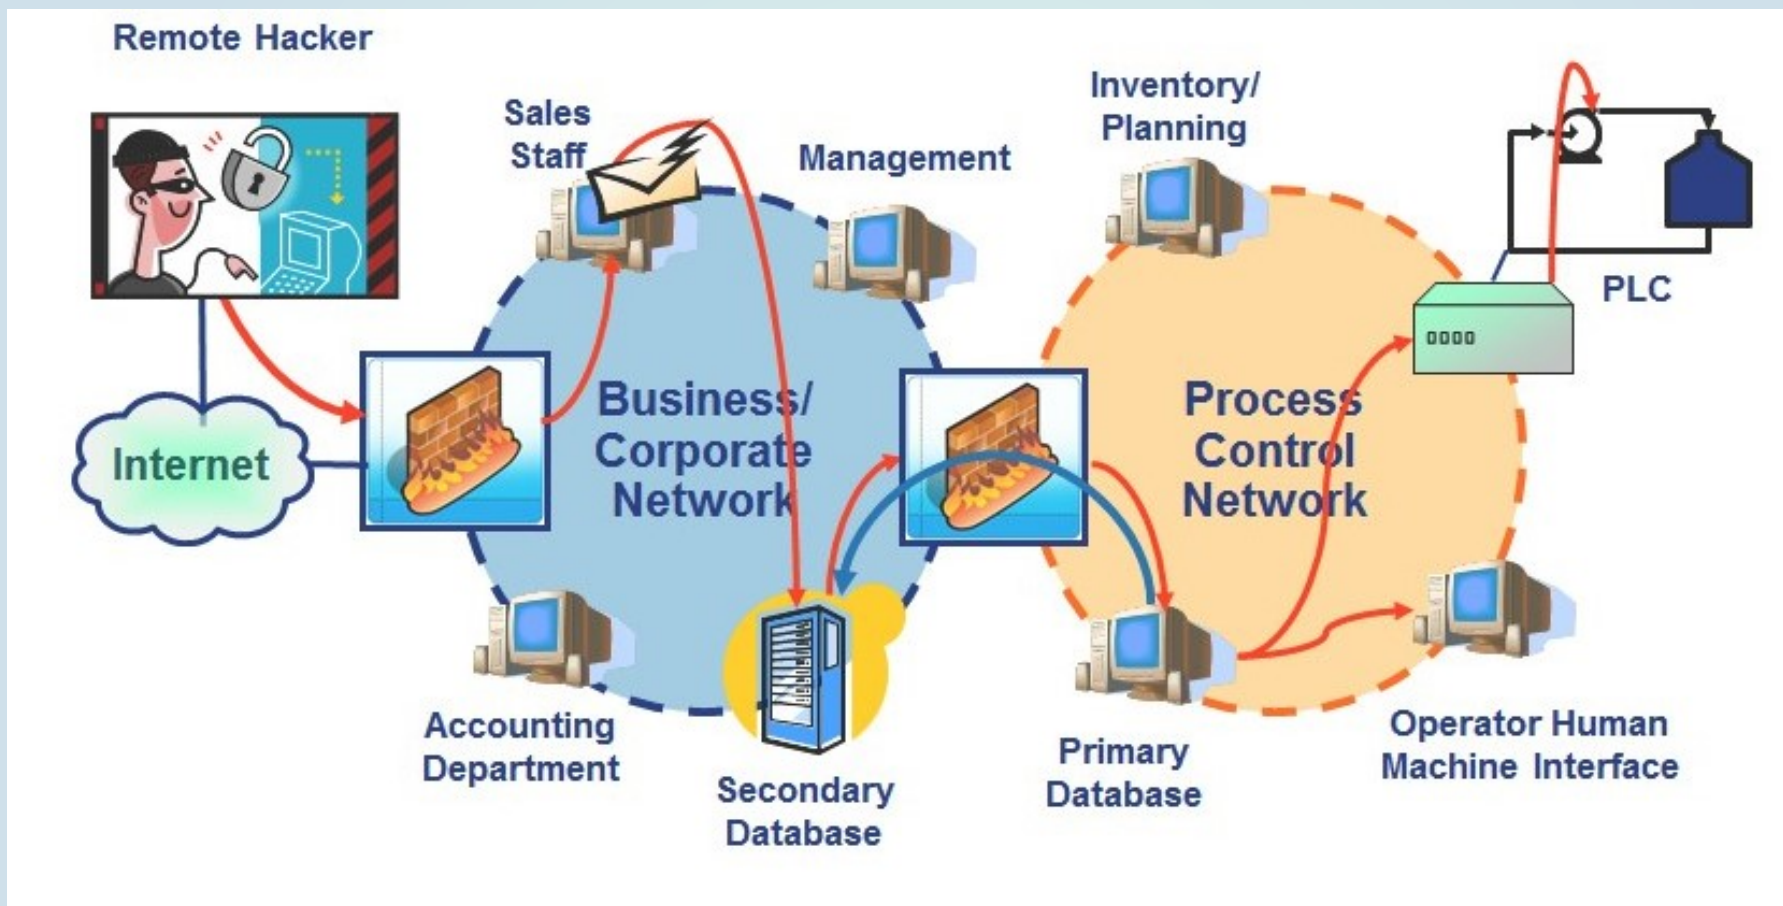 Remote Hacker
Sales
Staff
Management
Inventory/
Planning
PLC
Internet
Business/
Corporate
Network
Process
Control
Network
Accounting
Department
Secondary
Database
Primary
Database
Operator Human
Machine Interface